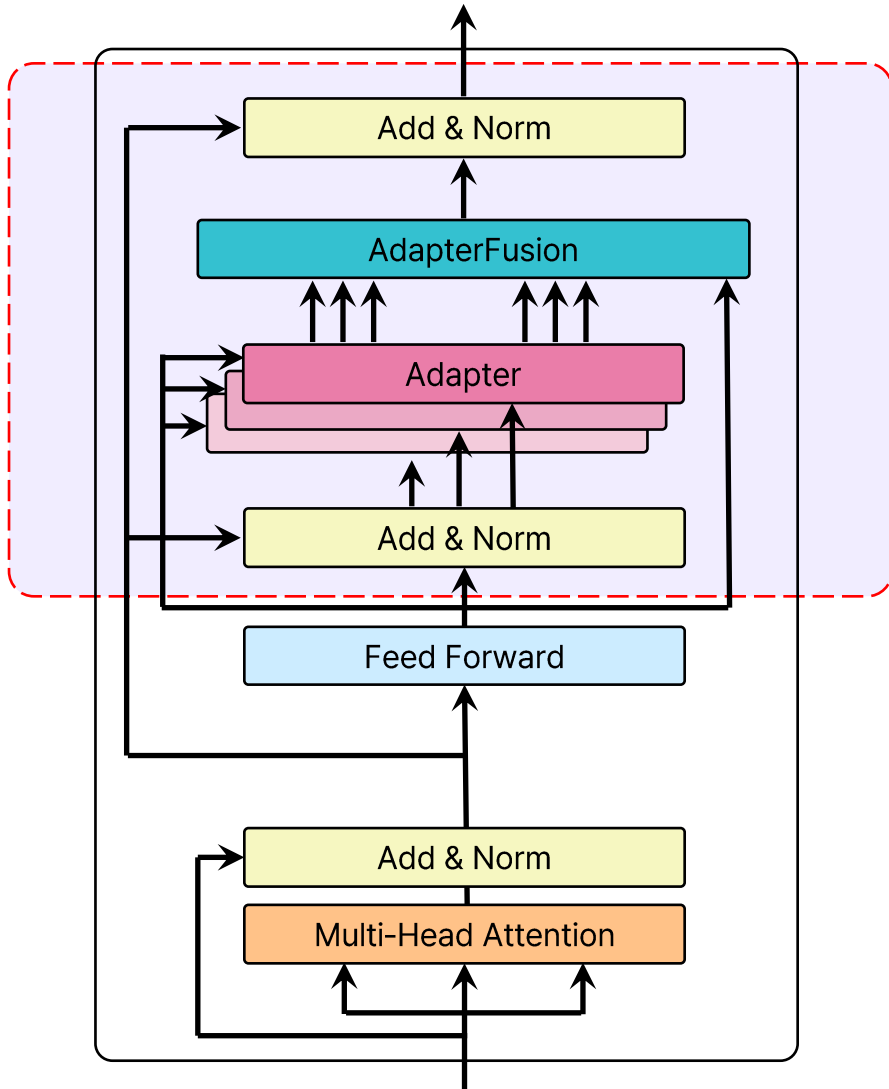 Add & Norm
AdapterFusion
Adapter
Add & Norm
Feed Forward
Add & Norm
Multi-Head Attention